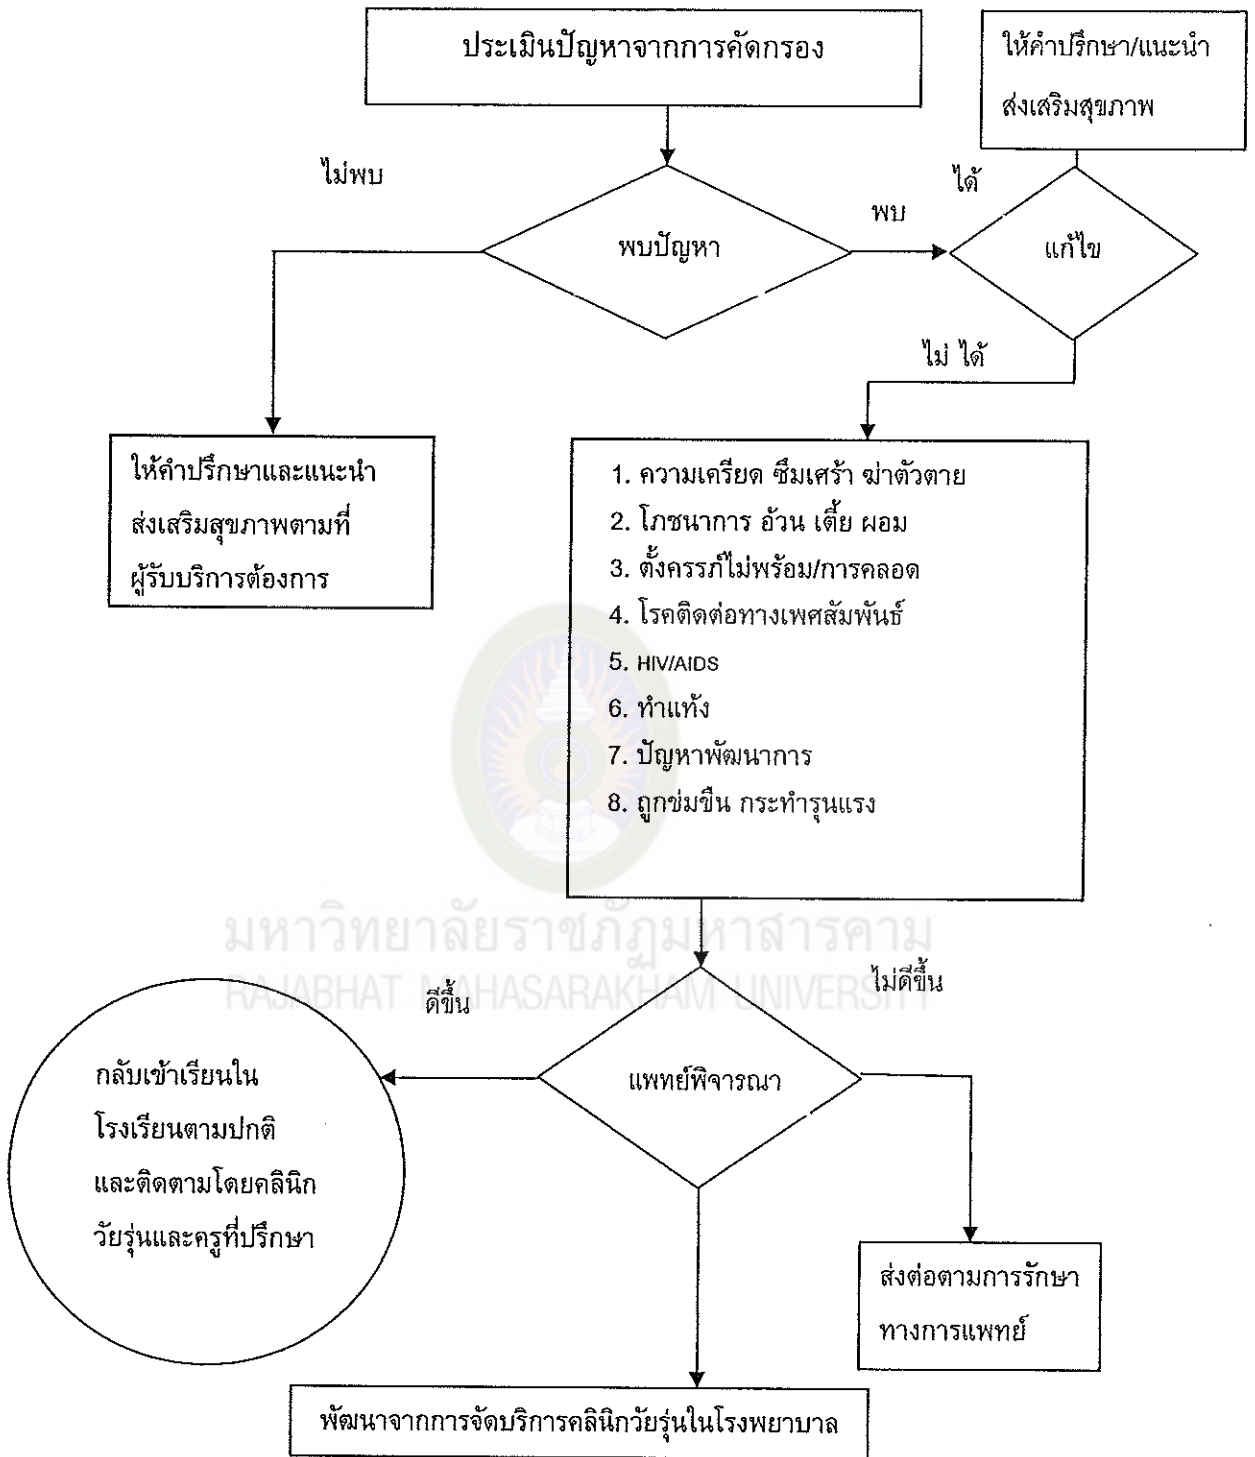 ประเมินปัญหาจากการคัดกรอง
ให้คำปรึกษา/แนะนำ
ส่งเสริมสุขภาพ
ไม่พบ
พบปัญหา
พบ
ได้
แก้ไข
ไม่ ได้
ให้คำปรึกษาและแนะนำ
ส่งเสริมสุขภาพตามที่
ผู้รับบริการต้องการ
1. ความเครียด ซึมเศร้า ฆ่าตัวตาย
2. โภชนาการ อ้วน เตี้ย ผอม
3. ตั้งครรภ์ไม่พร้อม/การคลอด
4. โรคติดต่อทางเพศสัมพันธ์
5. HIV/AIDS
6. ทำแท้ง
7. ปัญหาพัฒนาการ
8. ถูกข่มขืน กระทำรุนแรง
มหาวิทยาลัยราชภัฏมหาสารคาม
RAJABHAT MAHASARAKHAM UNIVERSITY
ดีขึ้น
ไม่ดีขึ้น
แพทย์พิจารณา
กลับเข้าเรียนใน
โรงเรียนตามปกติ
และติดตามโดยคลินิก
วัยรุ่นและครูที่ปรึกษา
ส่งต่อตามการรักษา
ทางการแพทย์
พัฒนาจากการจัดบริการคลินิกวัยรุ่นในโรงพยาบาล